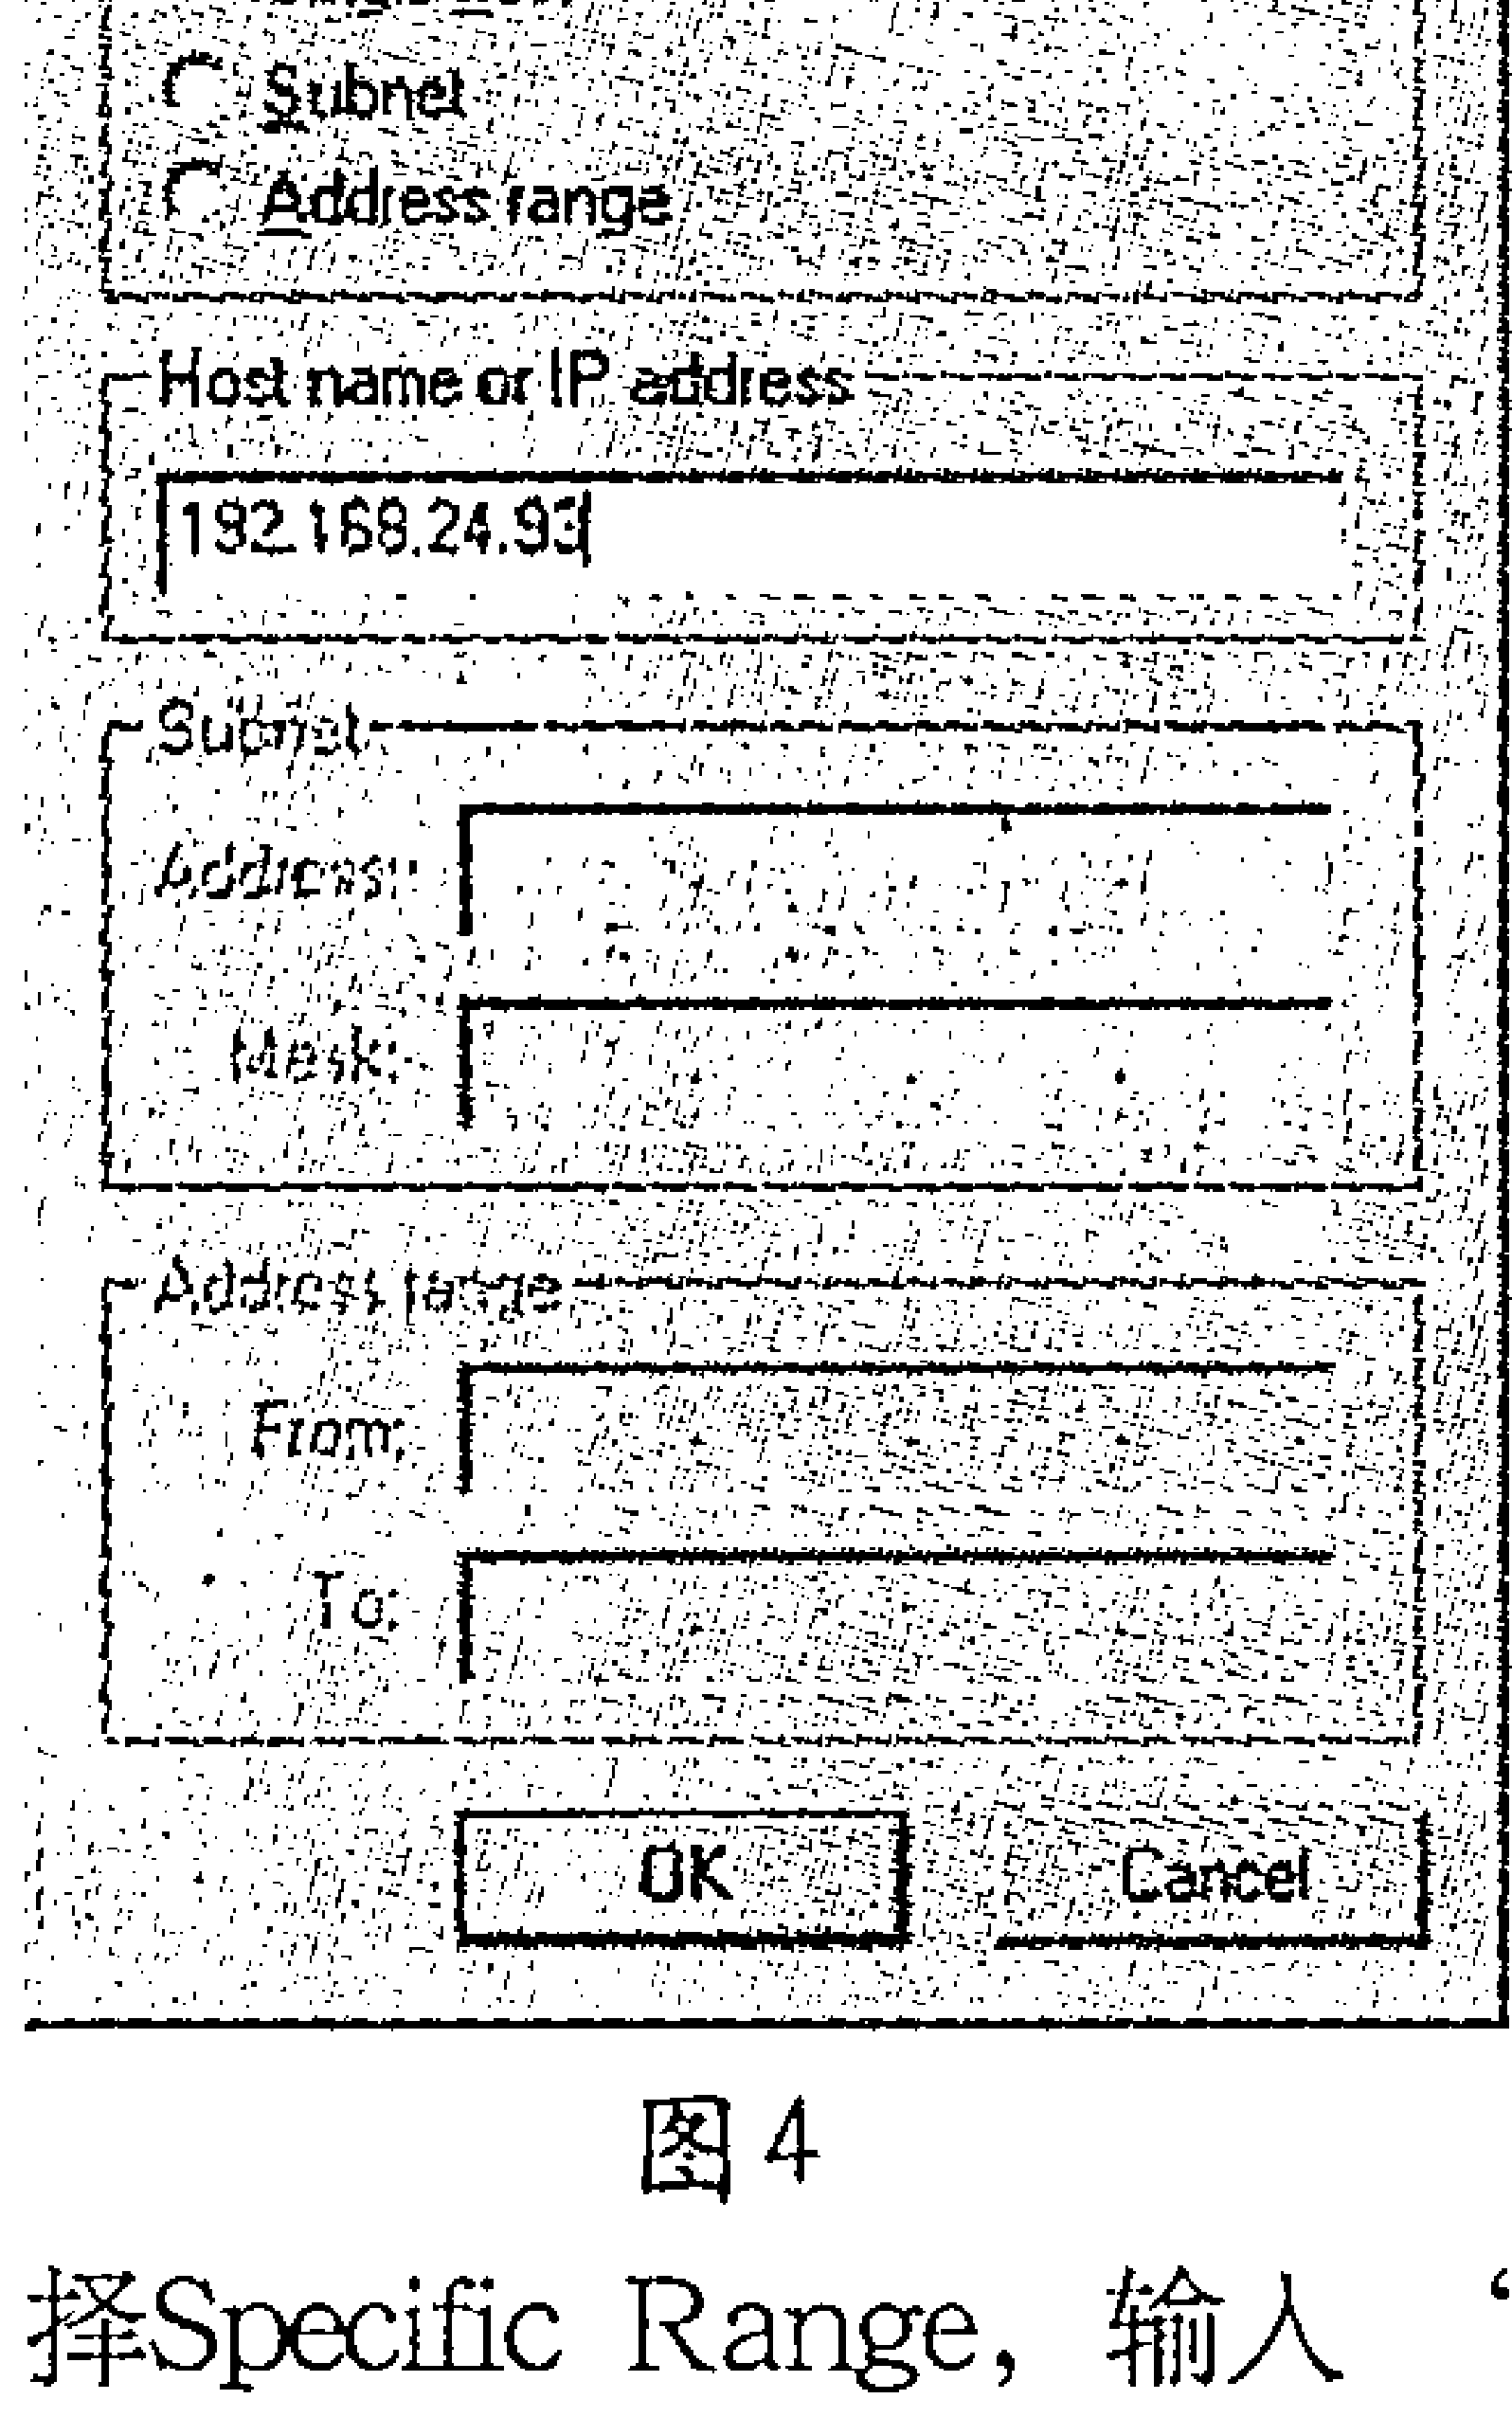 Subnet
Address range
Host name or IP address
192.168.24.93
Subnet
Address:
Mask:
Address range
From:
To:
OK Cancel
图 4
择Specific Range, 输入 “